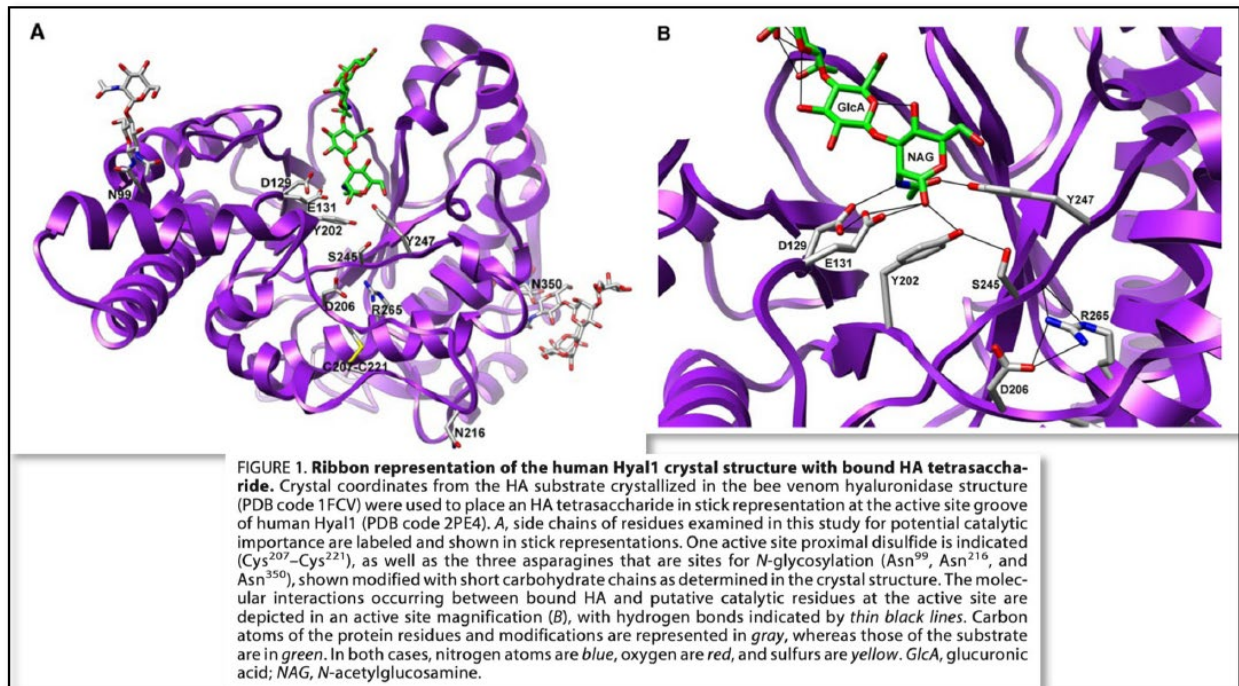 A
N99
D129
E131
Y202
S245
Y247
D206
R265
N350
C207-C221
N216
B
GlcA
NAG
Y247
D129
E131
Y202
S245
R265
D206
FIGURE 1. Ribbon representation of the human Hyal1 crystal structure with bound HA tetrasaccha-
ride. Crystal coordinates from the HA substrate crystallized in the bee venom hyaluronidase structure
(PDB code 1FCV) were used to place an HA tetrasaccharide in stick representation at the active site groove
of human Hyal1 (PDB code 2PE4). A, side chains of residues examined in this study for potential catalytic
importance are labeled and shown in stick representations. One active site proximal disulfide is indicated
(Cys²⁰⁷–Cys²²¹), as well as the three asparagines that are sites for N-glycosylation (Asn⁹⁹, Asn²¹⁶, and
Asn³⁵⁰), shown modified with short carbohydrate chains as determined in the crystal structure. The molec-
ular interactions occurring between bound HA and putative catalytic residues at the active site are
depicted in an active site magnification (B), with hydrogen bonds indicated by thin black lines. Carbon
atoms of the protein residues and modifications are represented in gray, whereas those of the substrate
are in green. In both cases, nitrogen atoms are blue, oxygen are red, and sulfurs are yellow. GlcA, glucuronic
acid; NAG, N-acetylglucosamine.